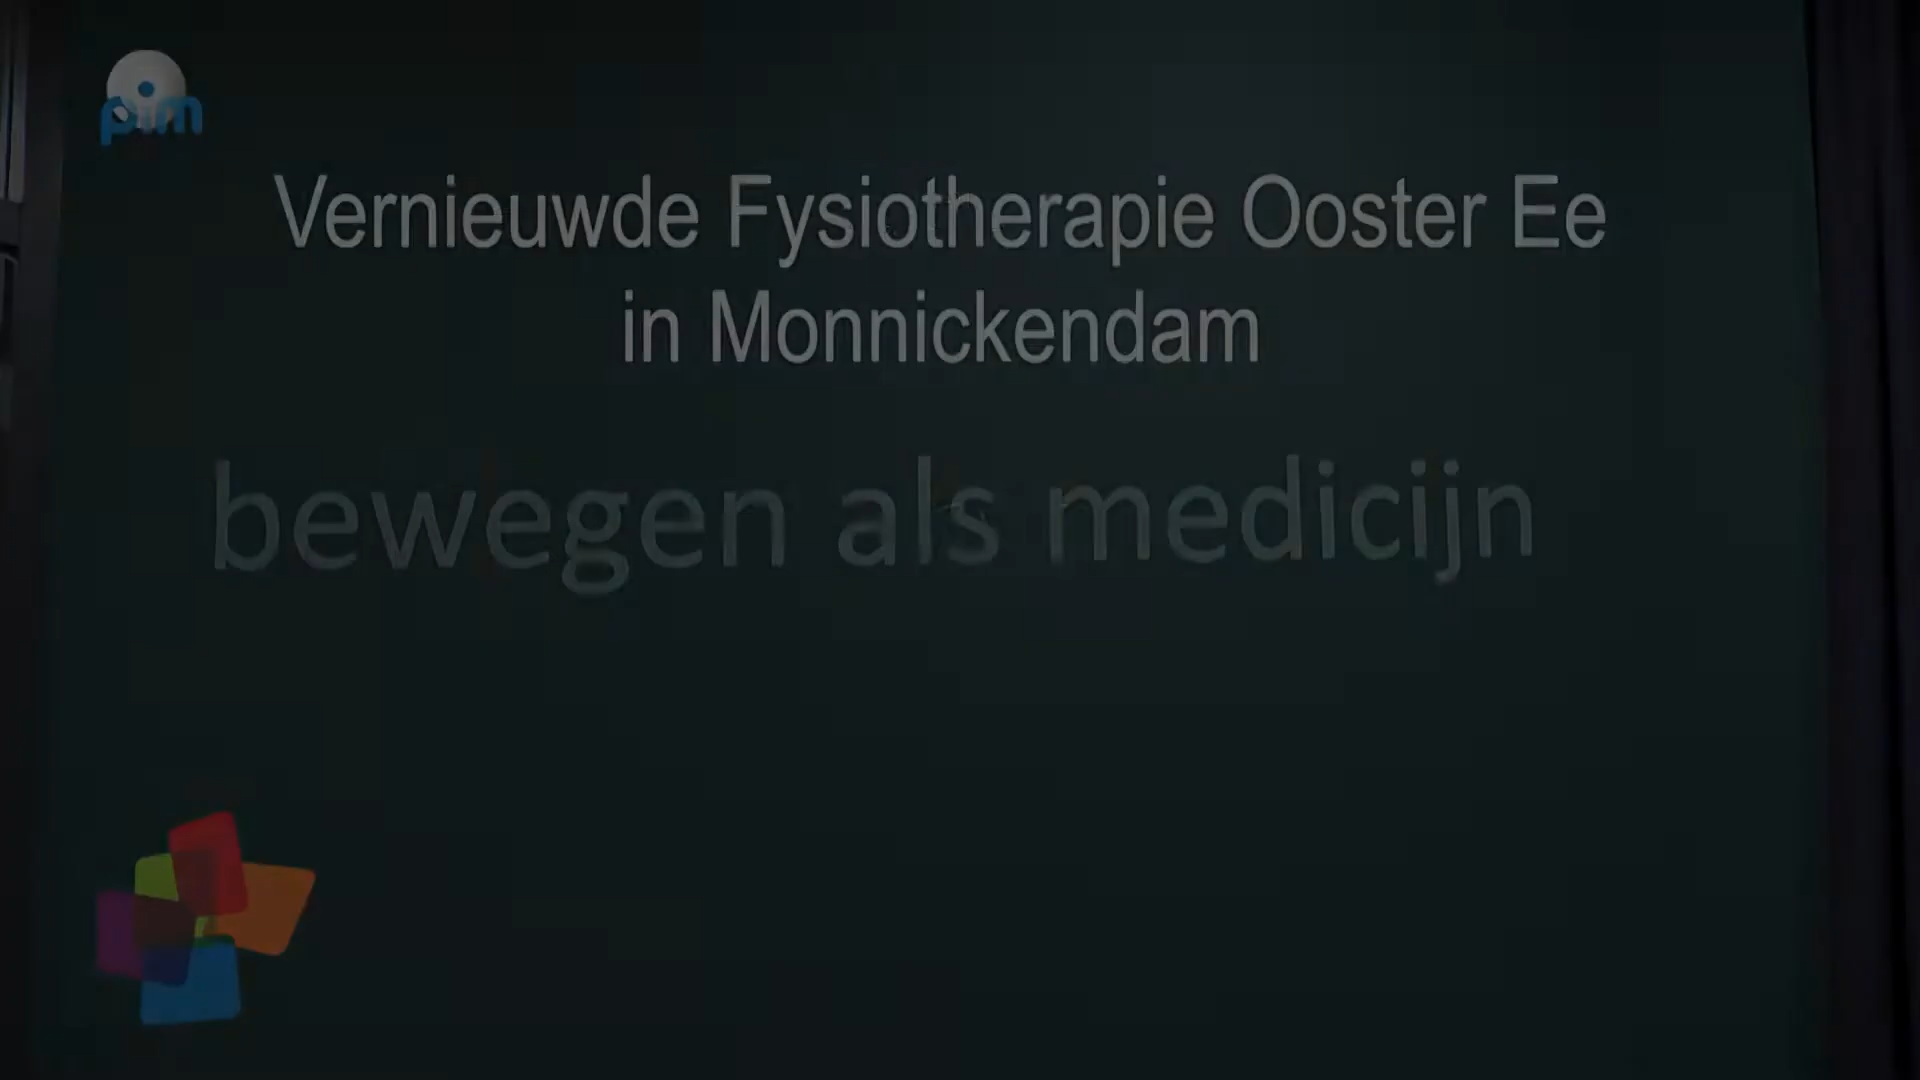 pim
Vernieuwde Fysiotherapie Ooster Ee
in Monnickendam
bewegen als medicijn